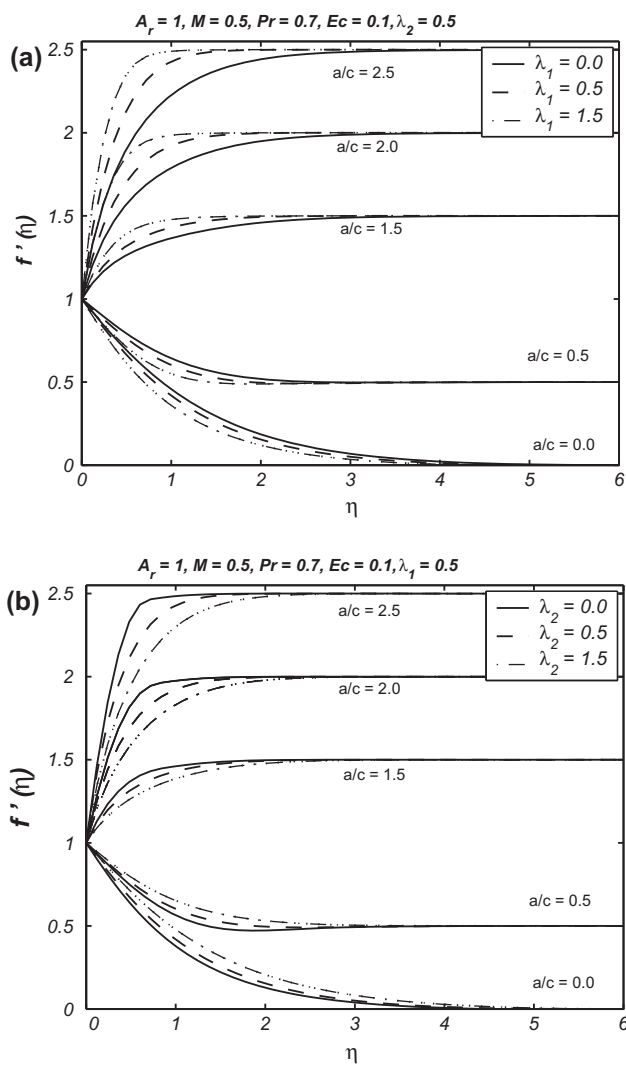 A_r = 1, M = 0.5, Pr = 0.7, Ec = 0.1, λ_2 = 0.5
(a)
2.5
2
1.5
1
0.5
0
f ' (η)
λ_1 = 0.0
λ_1 = 0.5
λ_1 = 1.5
a/c = 2.5
a/c = 2.0
a/c = 1.5
a/c = 0.5
a/c = 0.0
0 1 2 3 4 5 6
η
A_r = 1, M = 0.5, Pr = 0.7, Ec = 0.1, λ_1 = 0.5
(b)
2.5
2
1.5
1
0.5
0
f ' (η)
λ_2 = 0.0
λ_2 = 0.5
λ_2 = 1.5
a/c = 2.5
a/c = 2.0
a/c = 1.5
a/c = 0.5
a/c = 0.0
0 1 2 3 4 5 6
η